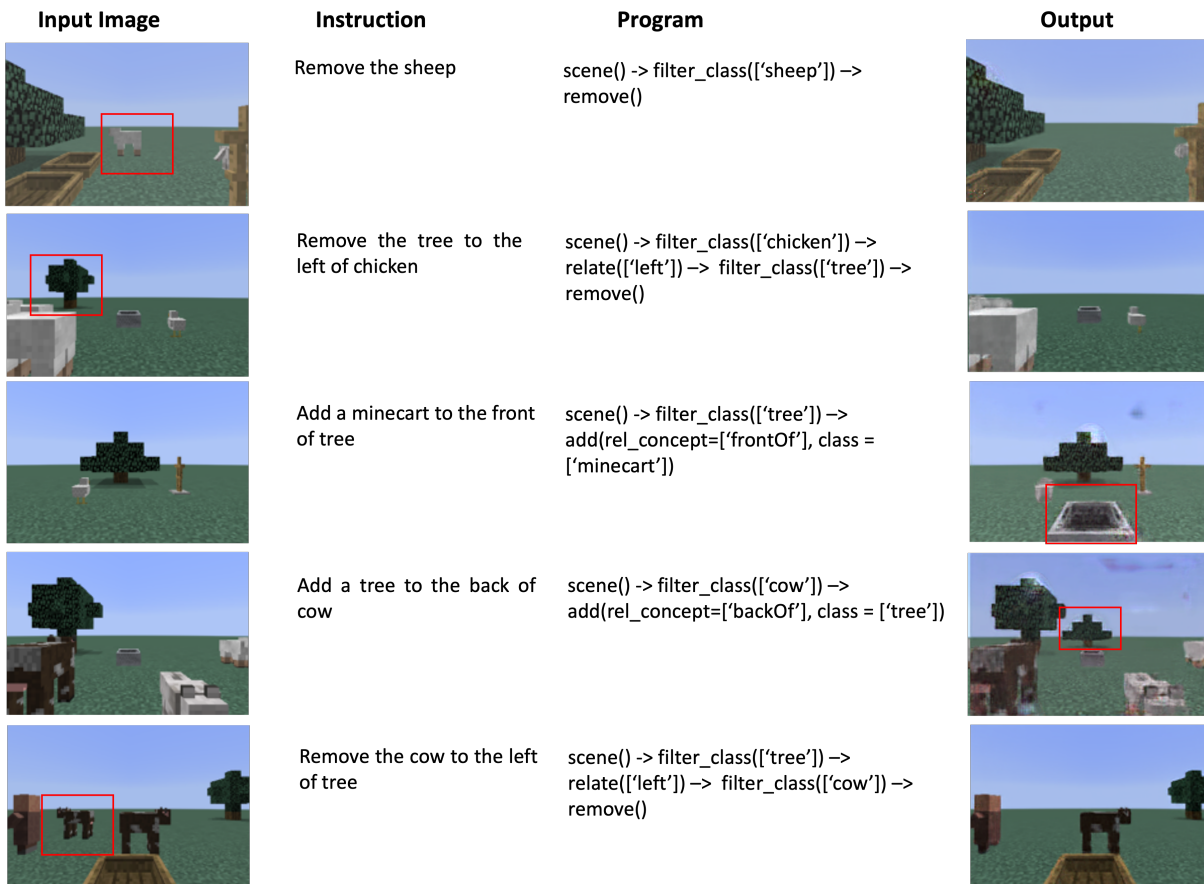 Input Image
Instruction
Program
Output
Remove the sheep
scene() -> filter_class([‘sheep’]) –>
remove()
Remove the tree to the
left of chicken
scene() -> filter_class([‘chicken’]) –>
relate([‘left’]) –> filter_class([‘tree’]) –>
remove()
Add a minecart to the front
of tree
scene() -> filter_class([‘tree’]) –>
add(rel_concept=[‘frontOf’], class =
[‘minecart’])
Add a tree to the back of
cow
scene() -> filter_class([‘cow’]) –>
add(rel_concept=[‘backOf’], class = [‘tree’])
Remove the cow to the left
of tree
scene() -> filter_class([‘tree’]) –>
relate([‘left’]) –> filter_class([‘cow’]) –>
remove()